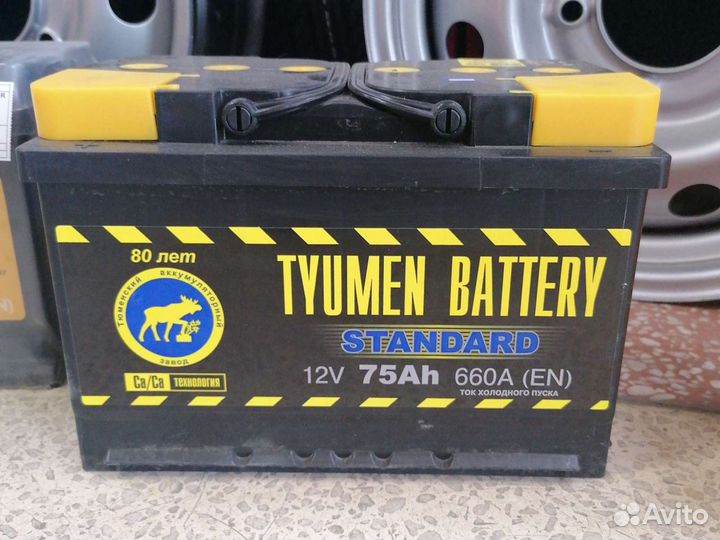 80 лет
Тюменский аккумуляторный
завод
Ca/Ca технология
TYUMEN BATTERY
STANDARD
12V 75Ah 660A (EN)
ТОК ХОЛОДНОГО ПУСКА
Avito